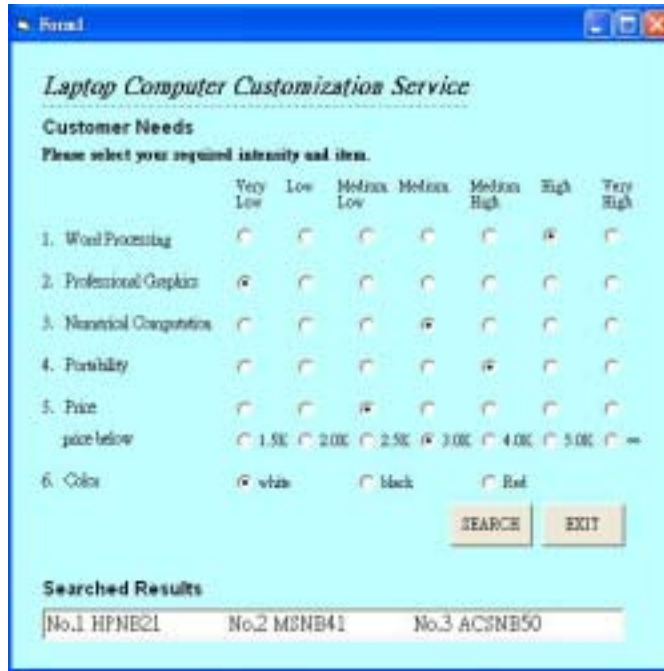 Form1
Laptop Computer Customization Service
Customer Needs
Please select your required intensity and item.
Very Low Low Medium Low Medium Medium High High Very High
1. Word Processing
2. Professional Graphics
3. Numerical Computation
4. Portability
5. Price
price below 1.5K 2.0K 2.5K 3.0K 4.0K 5.0K ∞
6. Color white black Red
SEARCH EXIT
Searched Results
No.1 HPNB21 No.2 MSNB41 No.3 ACSNB50